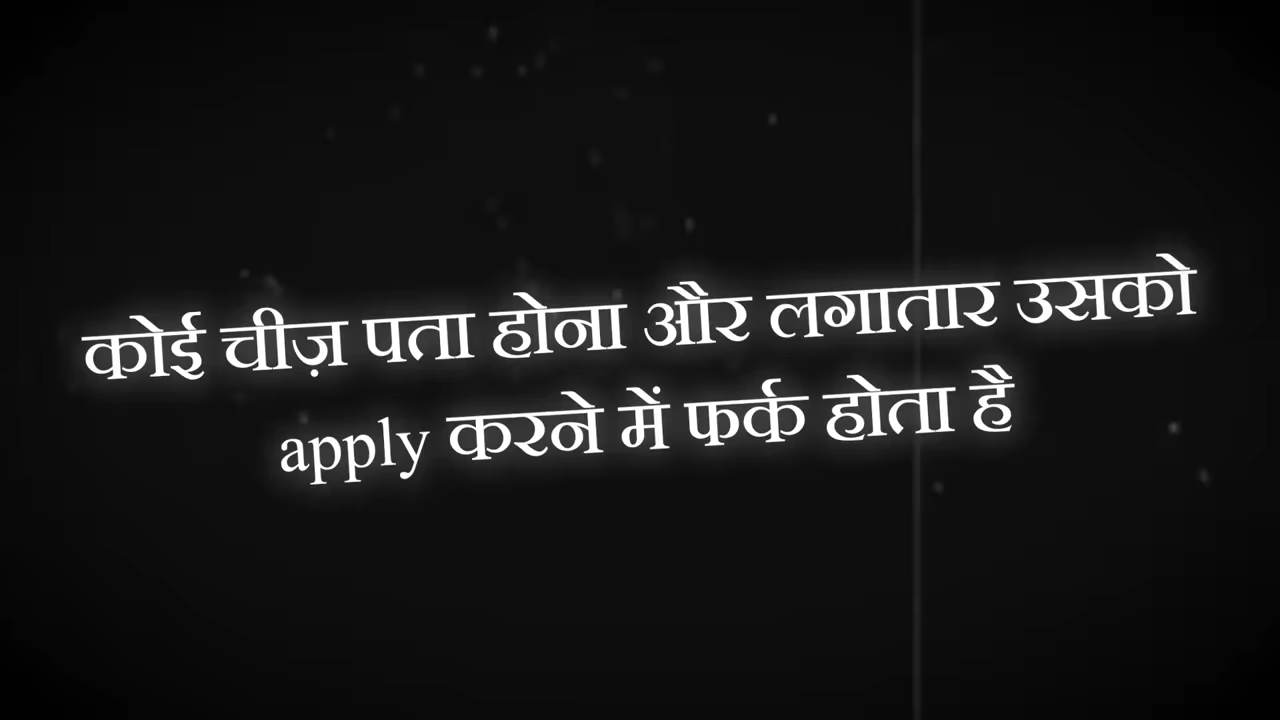 कोई चीज़ पता होना और लगातार उसको
apply करने में फर्क होता है